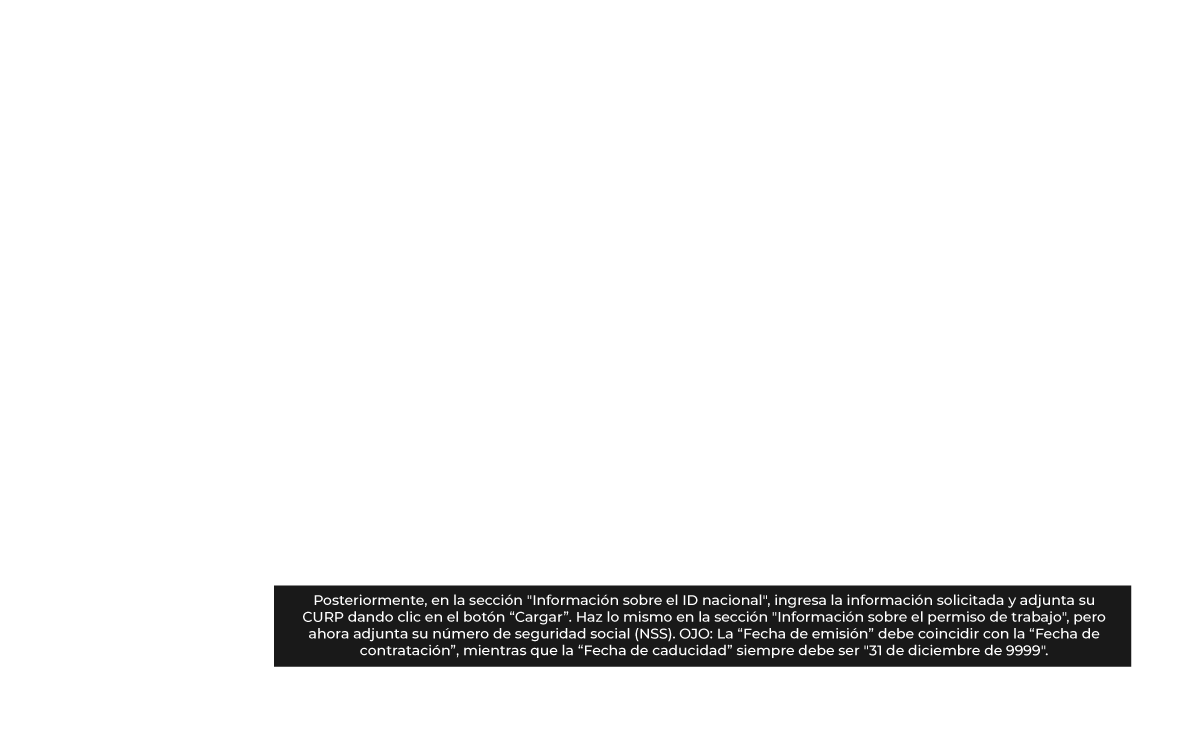 Posteriormente, en la sección "Información sobre el ID nacional", ingresa la información solicitada y adjunta su
CURP dando clic en el botón “Cargar”. Haz lo mismo en la sección "Información sobre el permiso de trabajo", pero
ahora adjunta su número de seguridad social (NSS). OJO: La “Fecha de emisión” debe coincidir con la “Fecha de
contratación”, mientras que la “Fecha de caducidad” siempre debe ser "31 de diciembre de 9999".